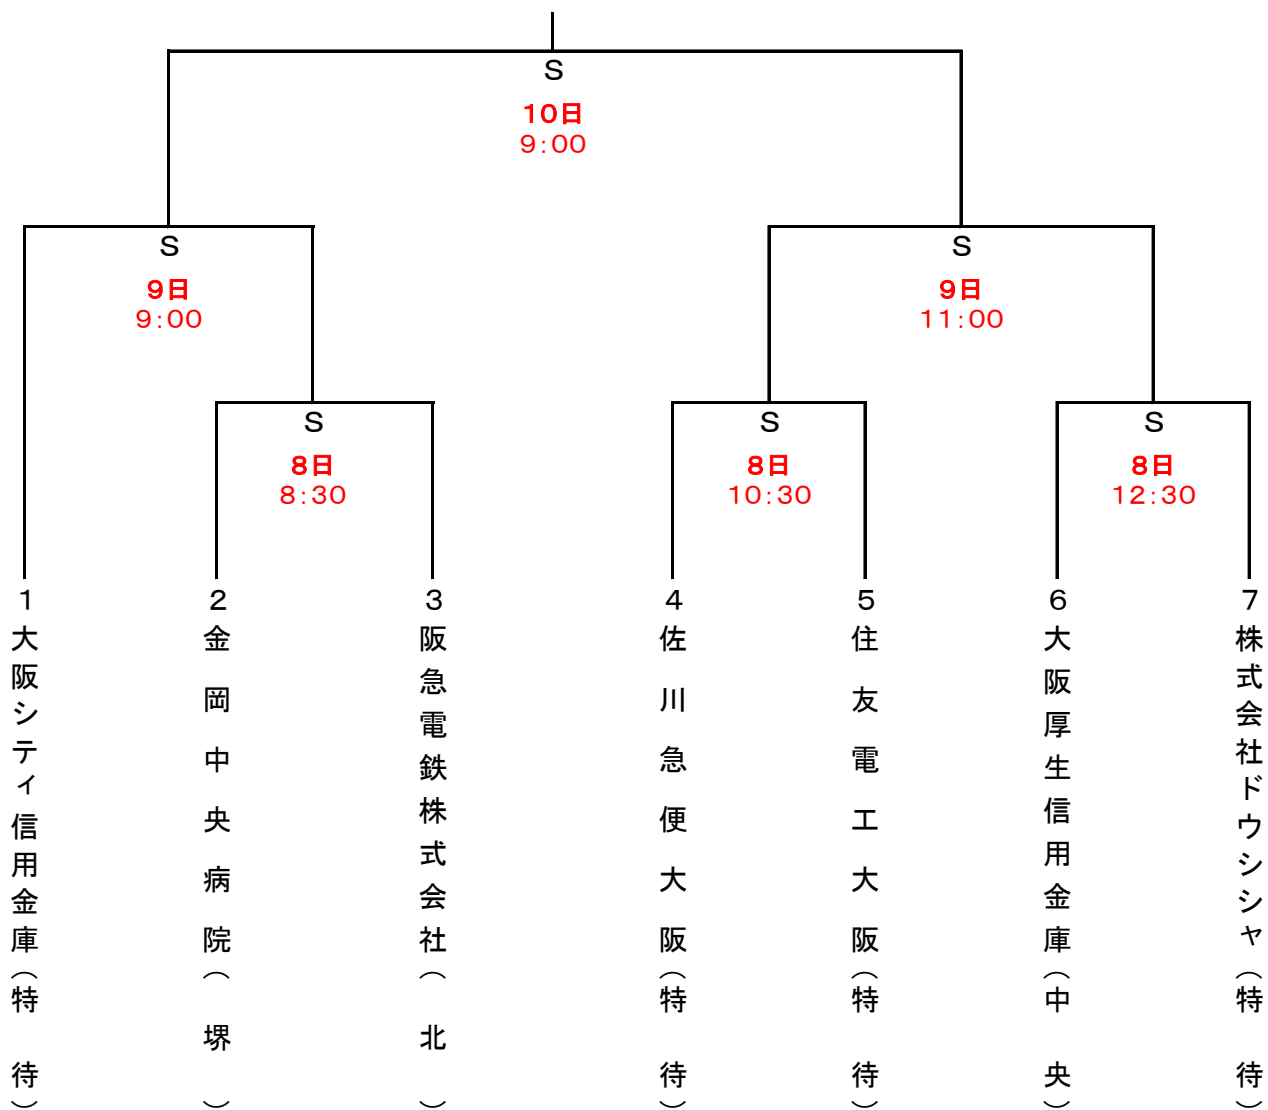 S
10日
9:00
S
9日
9:00
S
9日
11:00
S
8日
8:30
S
8日
10:30
S
8日
12:30
1
大阪シティ信用金庫(特待)
2
金岡中央病院(堺)
3
阪急電鉄株式会社(北)
4
佐川急便大阪(特待)
5
住友電工大阪(特待)
6
大阪厚生信用金庫(中央)
7
株式会社ドウシシャ(特待)